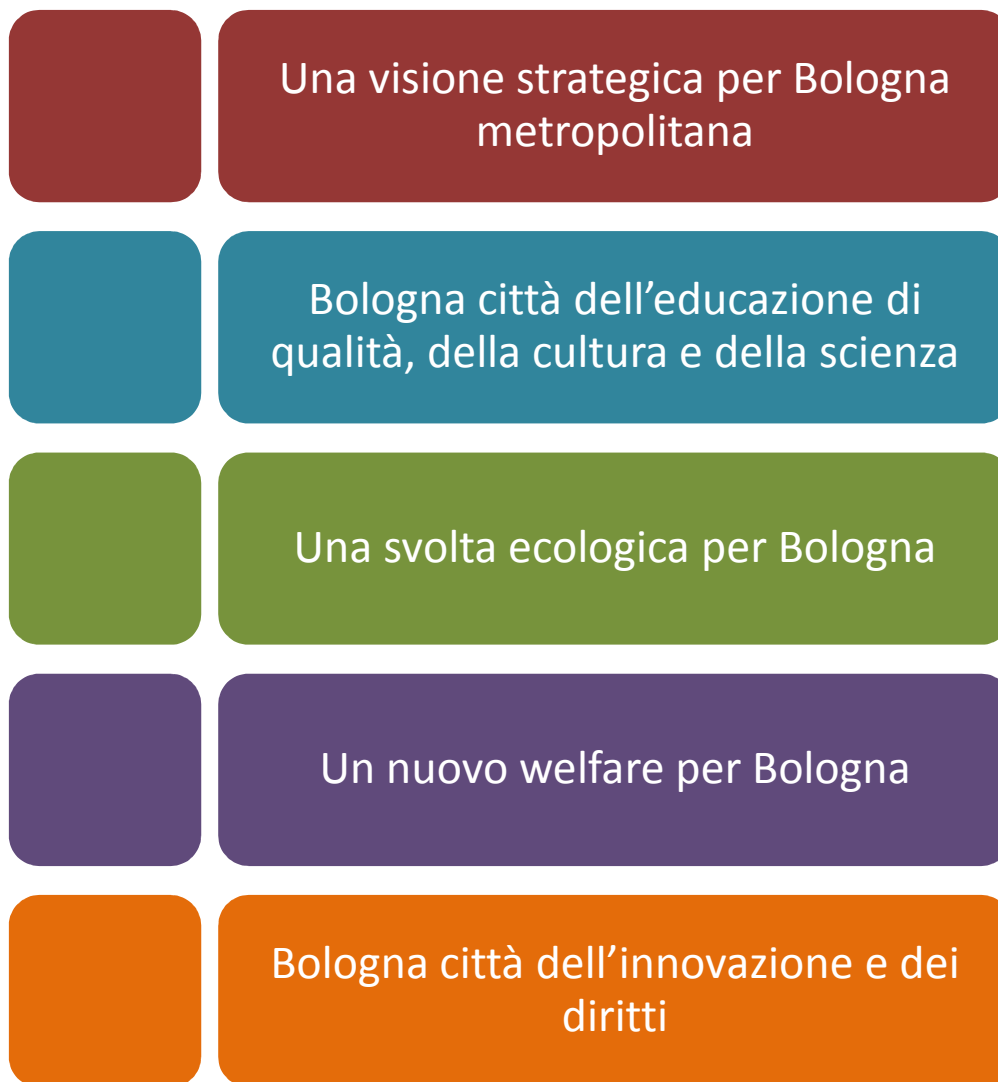 Una visione strategica per Bologna
metropolitana
Bologna città dell’educazione di
qualità, della cultura e della scienza
Una svolta ecologica per Bologna
Un nuovo welfare per Bologna
Bologna città dell’innovazione e dei
diritti